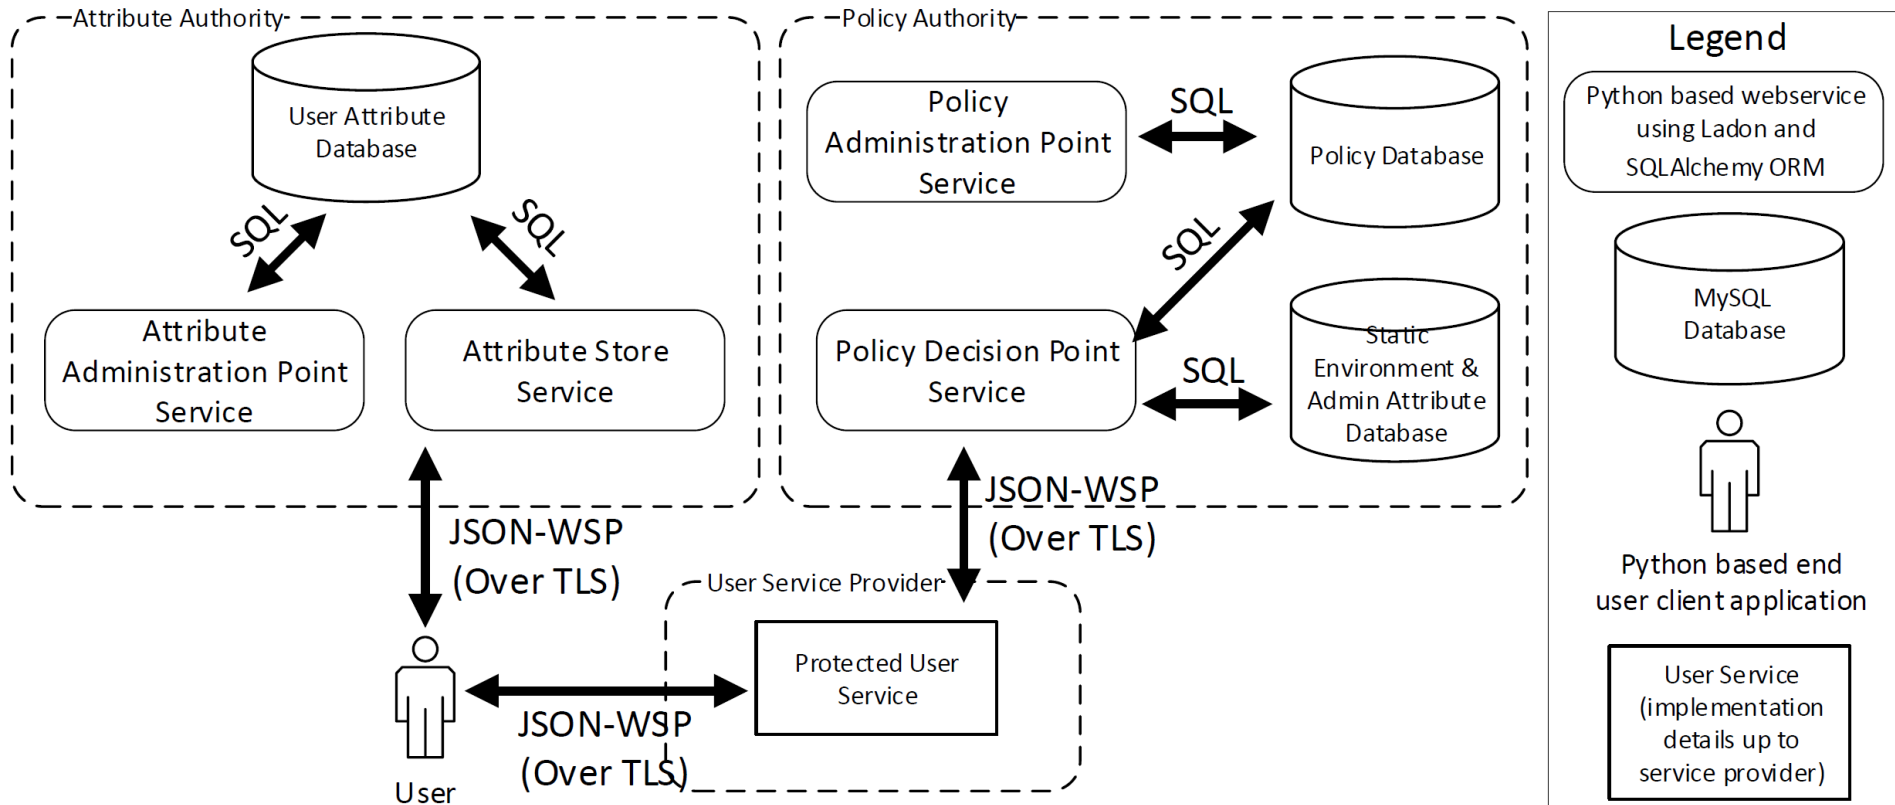 Attribute Authority
User Attribute
Database
SQL
SQL
Attribute
Administration Point
Service
Attribute Store
Service
Policy Authority
Policy
Administration Point
Service
SQL
Policy Database
SQL
Policy Decision Point
Service
SQL
Static
Environment &
Admin Attribute
Database
JSON-WSP
(Over TLS)
JSON-WSP
(Over TLS)
User Service Provider
Protected User
Service
JSON-WSP
(Over TLS)
User
Legend
Python based webservice
using Ladon and
SQLAlchemy ORM
MySQL
Database
Python based end
user client application
User Service
(implementation
details up to
service provider)